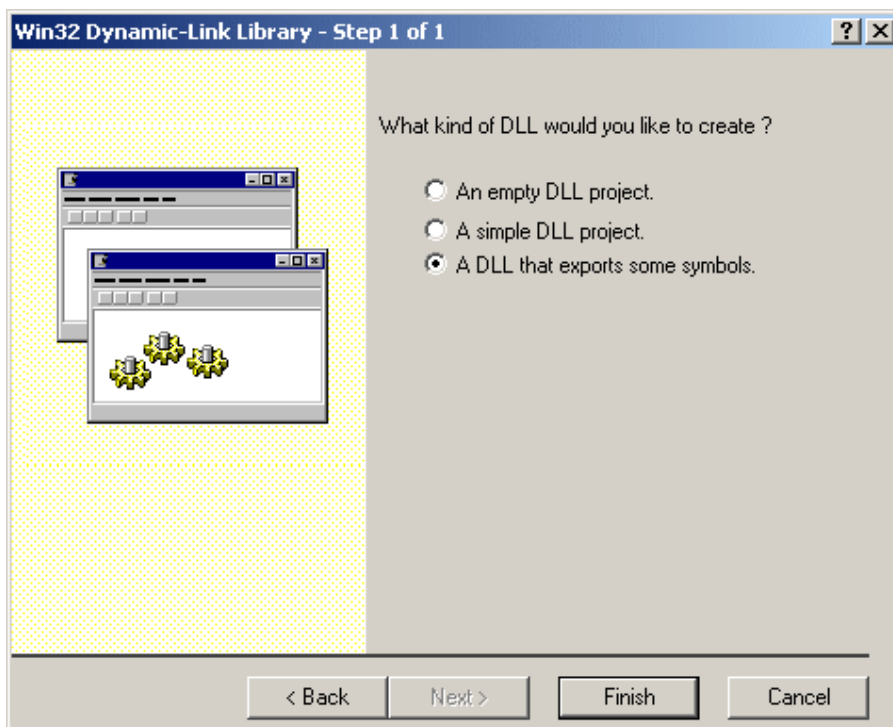 Win32 Dynamic-Link Library - Step 1 of 1
What kind of DLL would you like to create ?
An empty DLL project.
A simple DLL project.
A DLL that exports some symbols.
< Back
Next >
Finish
Cancel